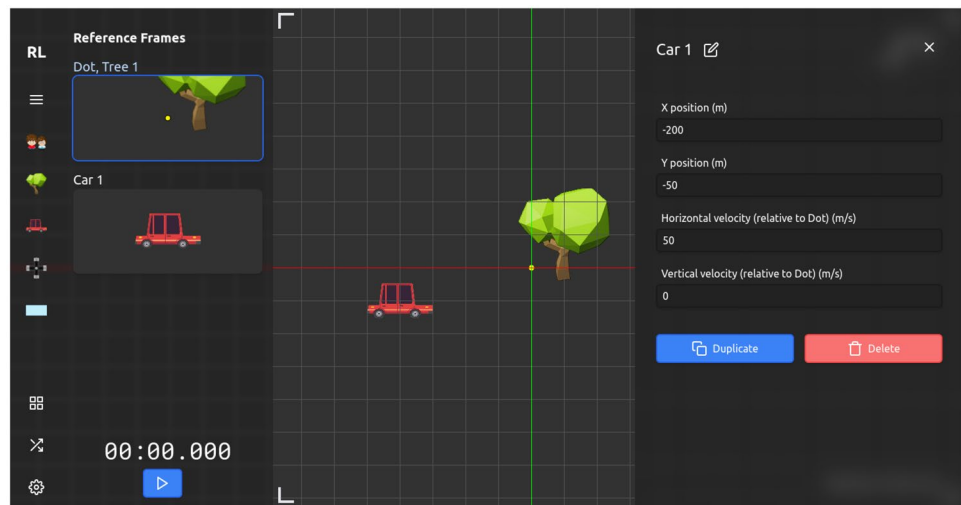 RL
Reference Frames
Dot, Tree 1
Car 1
00:00.000
Car 1
X position (m)
-200
Y position (m)
-50
Horizontal velocity (relative to Dot) (m/s)
50
Vertical velocity (relative to Dot) (m/s)
0
Duplicate
Delete